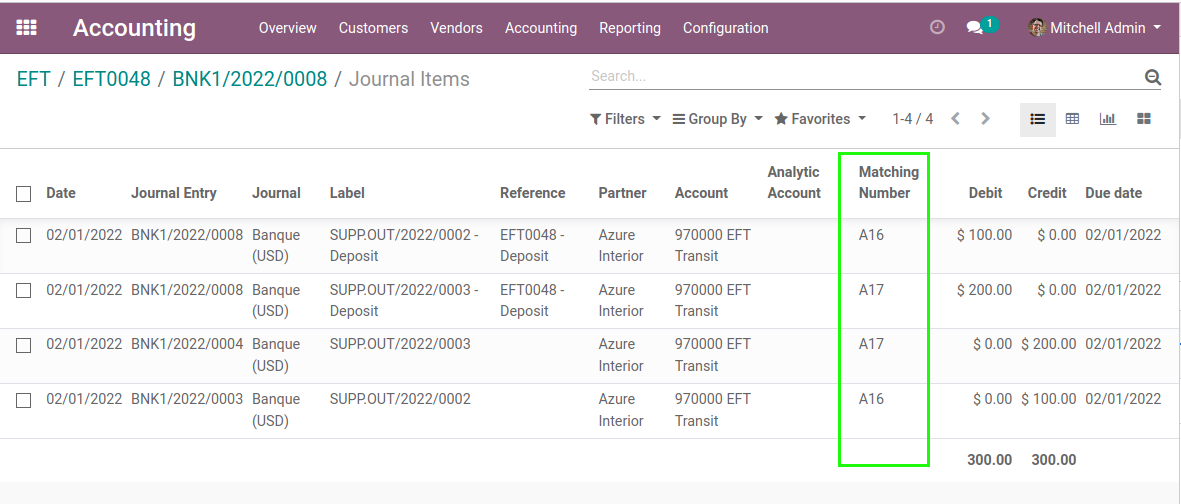 Accounting Overview Customers Vendors Accounting Reporting Configuration 1 Mitchell Admin
EFT / EFT0048 / BNK1/2022/0008 / Journal Items Search...
Filters Group By Favorites 1-4 / 4
Analytic Matching
Date Journal Entry Journal Label Reference Partner Account Account Number Debit Credit Due date
02/01/2022 BNK1/2022/0008 Banque SUPP.OUT/2022/0002 - EFT0048 - Azure 970000 EFT A16 $ 100.00 $ 0.00 02/01/2022
(USD) Deposit Deposit Interior Transit
02/01/2022 BNK1/2022/0008 Banque SUPP.OUT/2022/0003 - EFT0048 - Azure 970000 EFT A17 $ 200.00 $ 0.00 02/01/2022
(USD) Deposit Deposit Interior Transit
02/01/2022 BNK1/2022/0004 Banque SUPP.OUT/2022/0003 Azure 970000 EFT A17 $ 0.00 $ 200.00 02/01/2022
(USD) Interior Transit
02/01/2022 BNK1/2022/0003 Banque SUPP.OUT/2022/0002 Azure 970000 EFT A16 $ 0.00 $ 100.00 02/01/2022
(USD) Interior Transit
300.00 300.00